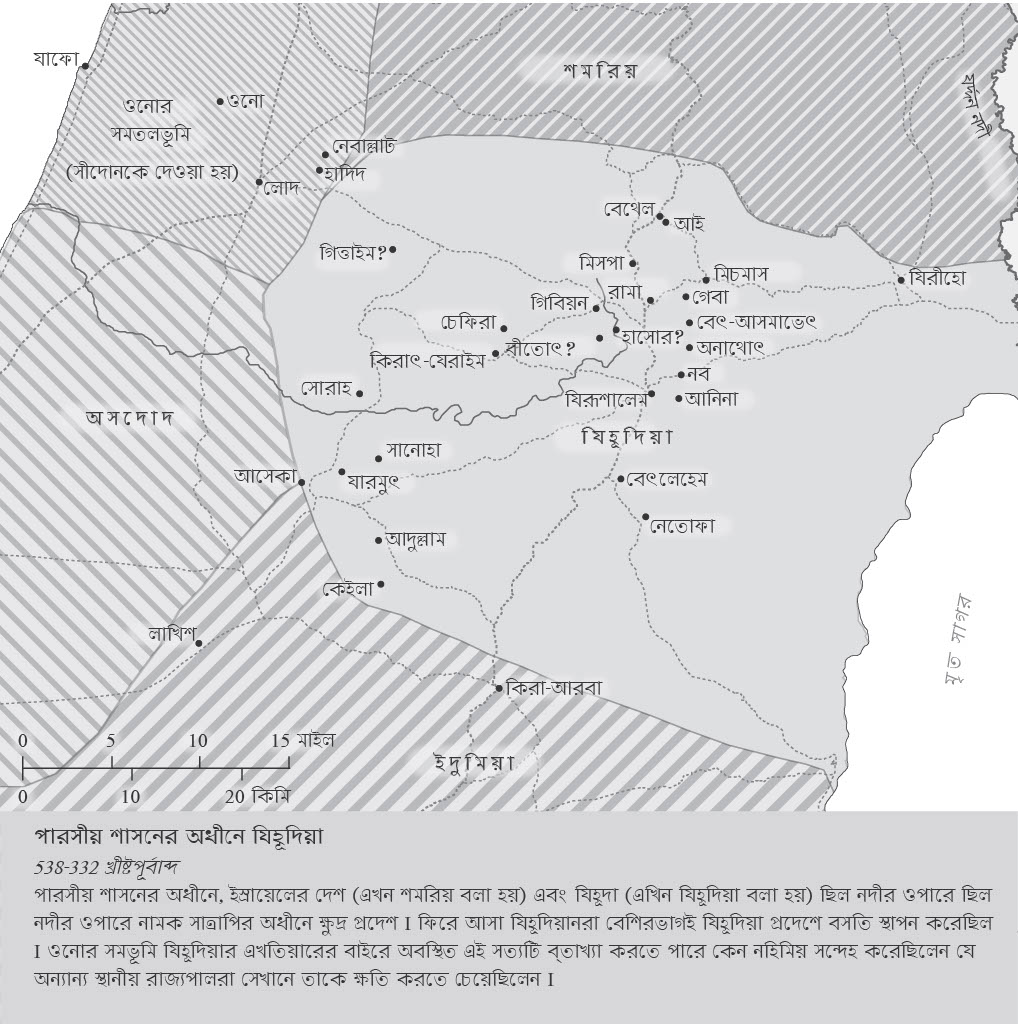 যাফো
শমরিয়
যর্দ্দন নদী
ওনোর
সমতলভূমি
(সীদোনকে দেওয়া হয়)
ওনো
নেবাল্লাট
হাদিদ
লোদ
বেথেল
আই
গিত্তাইম?
মিসপা
মিচমাস
যিরীহো
রামা
গেবা
গিবিয়ন
চেফিরা
হাসোর?
বেৎ-আসমাভেৎ
বীতোৎ?
অনাথোৎ
কিরাৎ-যেরাইম
নব
সোরাহ
যিরূশালেম
আনিনা
অসদোদ
যিহূদিয়া
সানোহা
আসেকা
যারমুৎ
বেৎলেহেম
নেতোফা
আদুল্লাম
কেইলা
লাখিশ
মৃত সাগর
কিরা-আরবা
ইদুমিয়া
0 5 10 15 মাইল
0 10 20 কিমি
পারসীয় শাসনের অধীনে যিহূদিয়া
538-332 খ্রীষ্টপূর্বাব্দ
পারসীয় শাসনের অধীনে, ইস্রায়েলের দেশ (এখন শমরিয় বলা হয়) এবং যিহূদা (এখিন যিহূদিয়া বলা হয়) ছিল নদীর ওপারে ছিল
নদীর ওপারে নামক সাত্রাপির অধীনে ক্ষুদ্র প্রদেশ I ফিরে আসা যিহূদিয়ানরা বেশিরভাগই যিহূদিয়া প্রদেশে বসতি স্থাপন করেছিল
I ওনোর সমভূমি যিহূদিয়ার এখতিয়ারের বাইরে অবস্থিত এই সত্যটি ব্তাখ্যা করতে পারে কেন নহিমিয় সন্দেহ করেছিলেন যে
অন্যান্য স্থানীয় রাজ্যপালরা সেখানে তাকে ক্ষতি করতে চেয়েছিলেন I